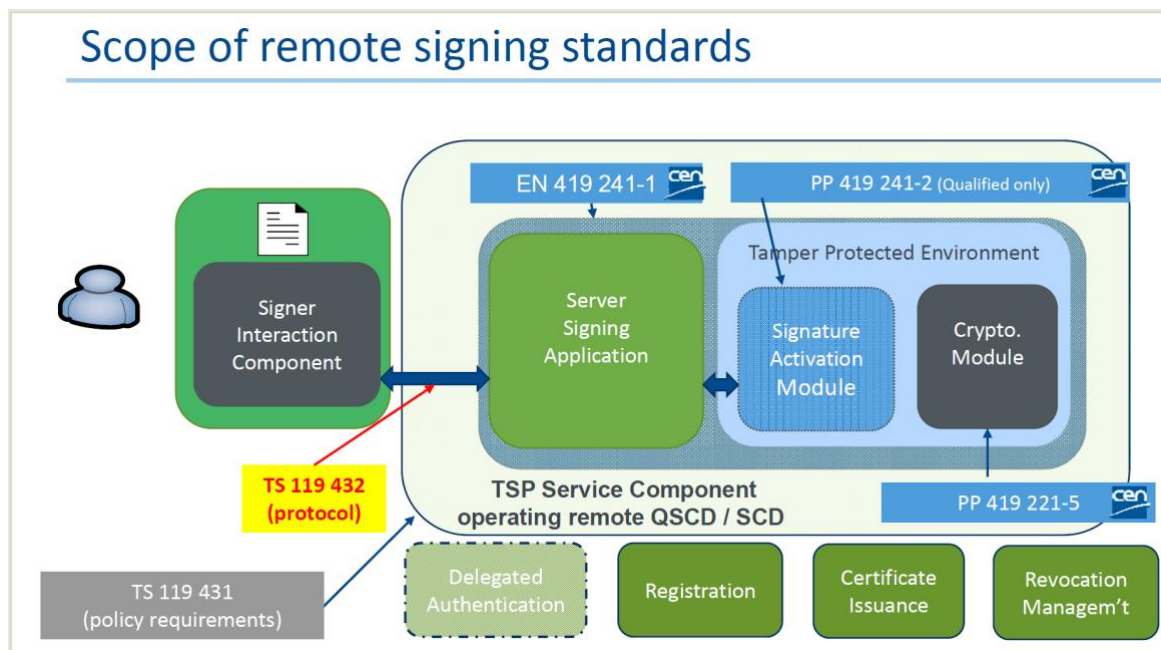 Scope of remote signing standards
EN 419 241-1
cen
PP 419 241-2 (Qualified only)
cen
Tamper Protected Environment
Signer
Interaction
Component
Server
Signing
Application
Signature
Activation
Module
Crypto.
Module
TS 119 432
(protocol)
TSP Service Component
operating remote QSCD / SCD
PP 419 221-5
cen
TS 119 431
(policy requirements)
Delegated
Authentication
Registration
Certificate
Issuance
Revocation
Managem't